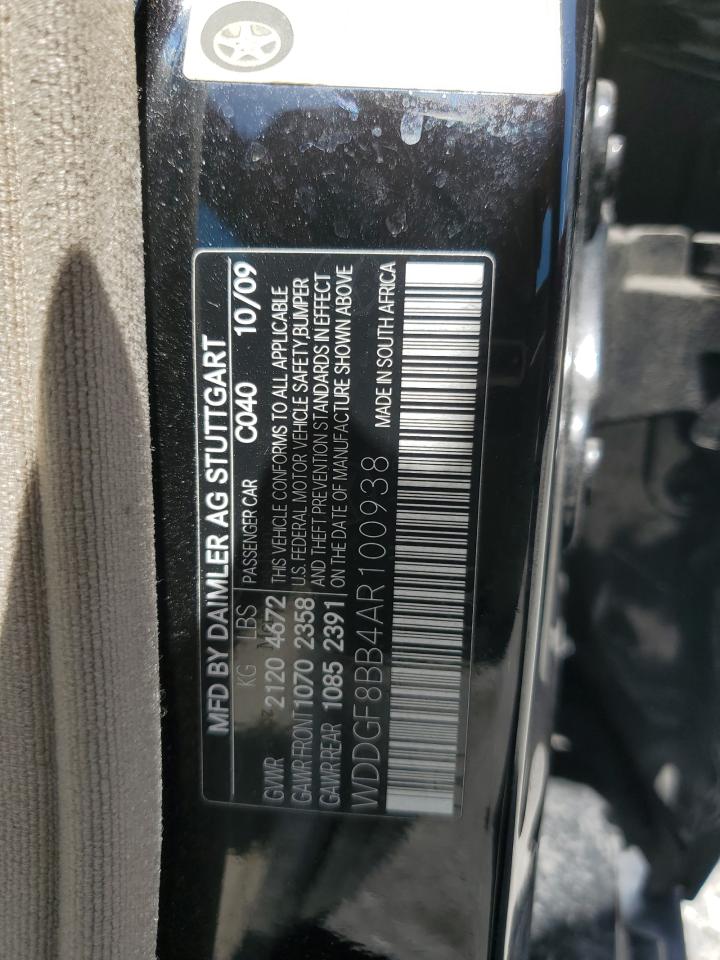 MFD BY DAIMLER AG STUTTGART
KG LBS PASSENGER CAR C040 10/09
GVWR 2120 4672 THIS VEHICLE CONFORMS TO ALL APPLICABLE
GAWR FRONT 1070 2358 U.S. FEDERAL MOTOR VEHICLE SAFETY BUMPER
GAWR REAR 1085 2391 AND THEFT PREVENTION STANDARDS IN EFFECT
ON THE DATE OF MANUFACTURE SHOWN ABOVE
WDDGF8BB4AR100938 MADE IN SOUTH AFRICA